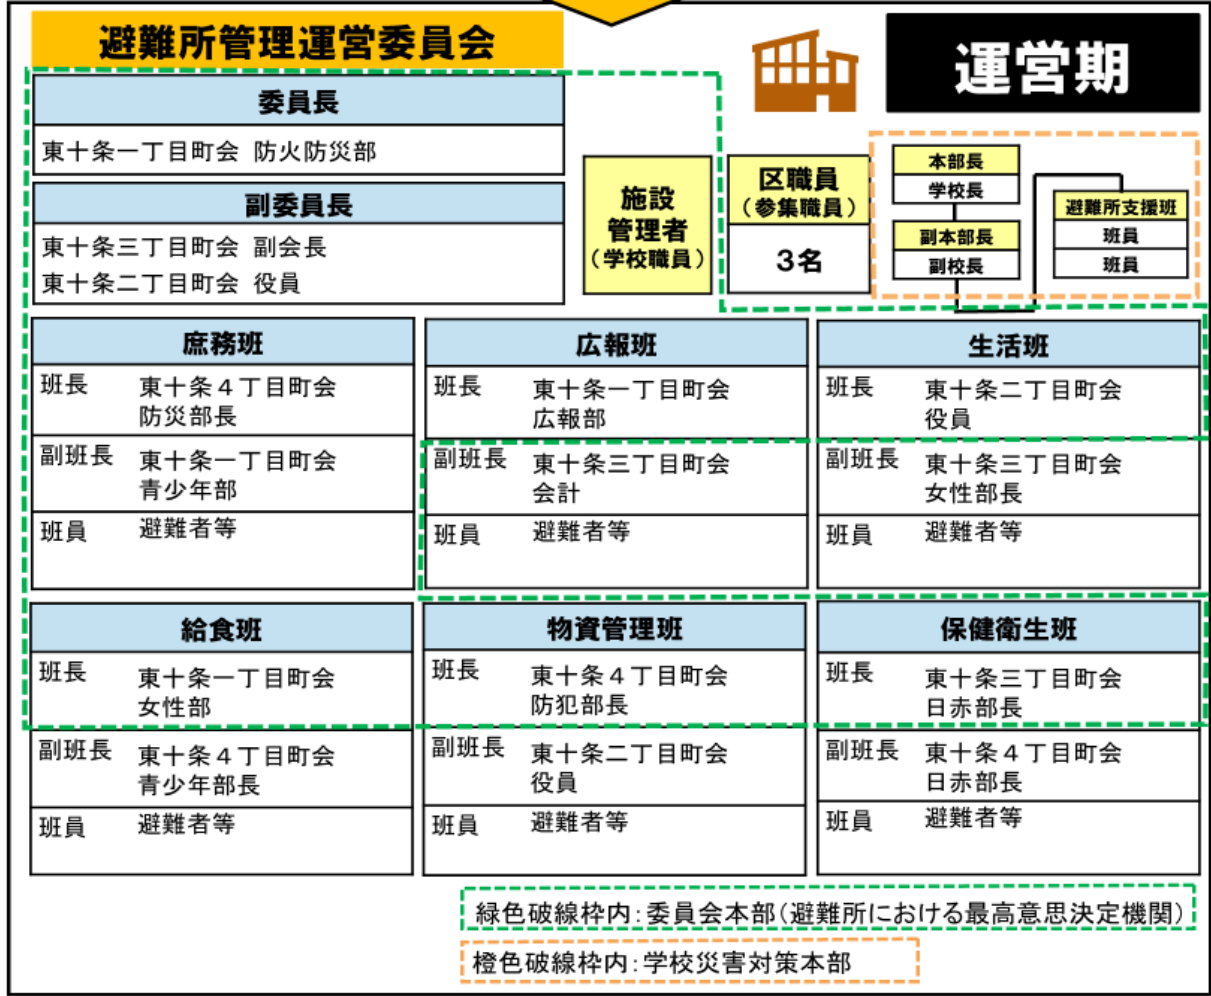 避難所管理運営委員会
運営期
委員長
東十条一丁目町会 防火防災部
副委員長
東十条三丁目町会 副会長
東十条二丁目町会 役員
施設
管理者
(学校職員)
区職員
(参集職員)
3名
本部長
学校長
副本部長
副校長
避難所支援班
班員
班員
庶務班
班長 東十条４丁目町会
防災部長
副班長 東十条一丁目町会
青少年部
班員 避難者等
広報班
班長 東十条一丁目町会
広報部
副班長 東十条三丁目町会
会計
班員 避難者等
生活班
班長 東十条二丁目町会
役員
副班長 東十条三丁目町会
女性部長
班員 避難者等
給食班
班長 東十条一丁目町会
女性部
副班長 東十条４丁目町会
青少年部長
班員 避難者等
物資管理班
班長 東十条４丁目町会
防犯部長
副班長 東十条二丁目町会
役員
班員 避難者等
保健衛生班
班長 東十条三丁目町会
日赤部長
副班長 東十条４丁目町会
日赤部長
班員 避難者等
緑色破線枠内:委員会本部(避難所における最高意思決定機関)
橙色破線枠内:学校災害対策本部